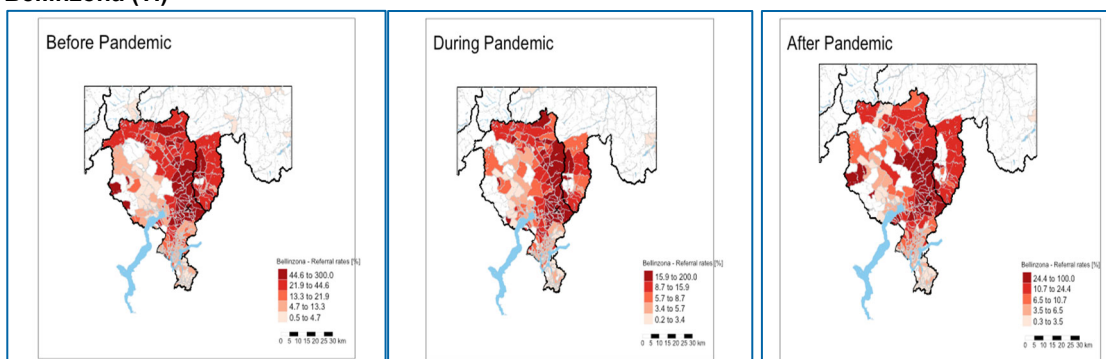 Before Pandemic
Bellinzona - Referral rates [%]
44.6 to 300.0
21.9 to 44.6
13.3 to 21.9
4.7 to 13.3
0.5 to 4.7
0 5 10 15 20 25 30 km
During Pandemic
Bellinzona - Referral rates [%]
15.9 to 200.0
8.7 to 15.9
5.7 to 8.7
3.4 to 5.7
0.2 to 3.4
0 5 10 15 20 25 30 km
After Pandemic
Bellinzona - Referral rates [%]
24.4 to 100.0
10.7 to 24.4
6.5 to 10.7
3.5 to 6.5
0.3 to 3.5
0 5 10 15 20 25 30 km